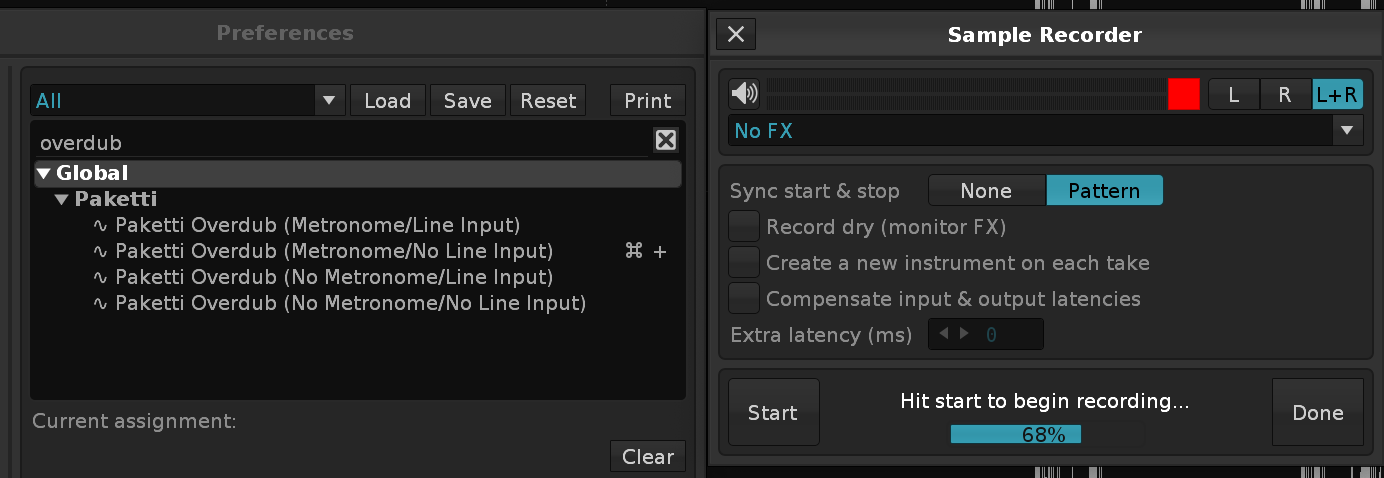 Preferences
All
Load
Save
Reset
Print
overdub
Global
Paketti
Paketti Overdub (Metronome/Line Input)
Paketti Overdub (Metronome/No Line Input) ⌘ +
Paketti Overdub (No Metronome/Line Input)
Paketti Overdub (No Metronome/No Line Input)
Current assignment:
Clear
Sample Recorder
L
R
L+R
No FX
Sync start & stop
None
Pattern
Record dry (monitor FX)
Create a new instrument on each take
Compensate input & output latencies
Extra latency (ms)
0
Start
Hit start to begin recording...
68%
Done